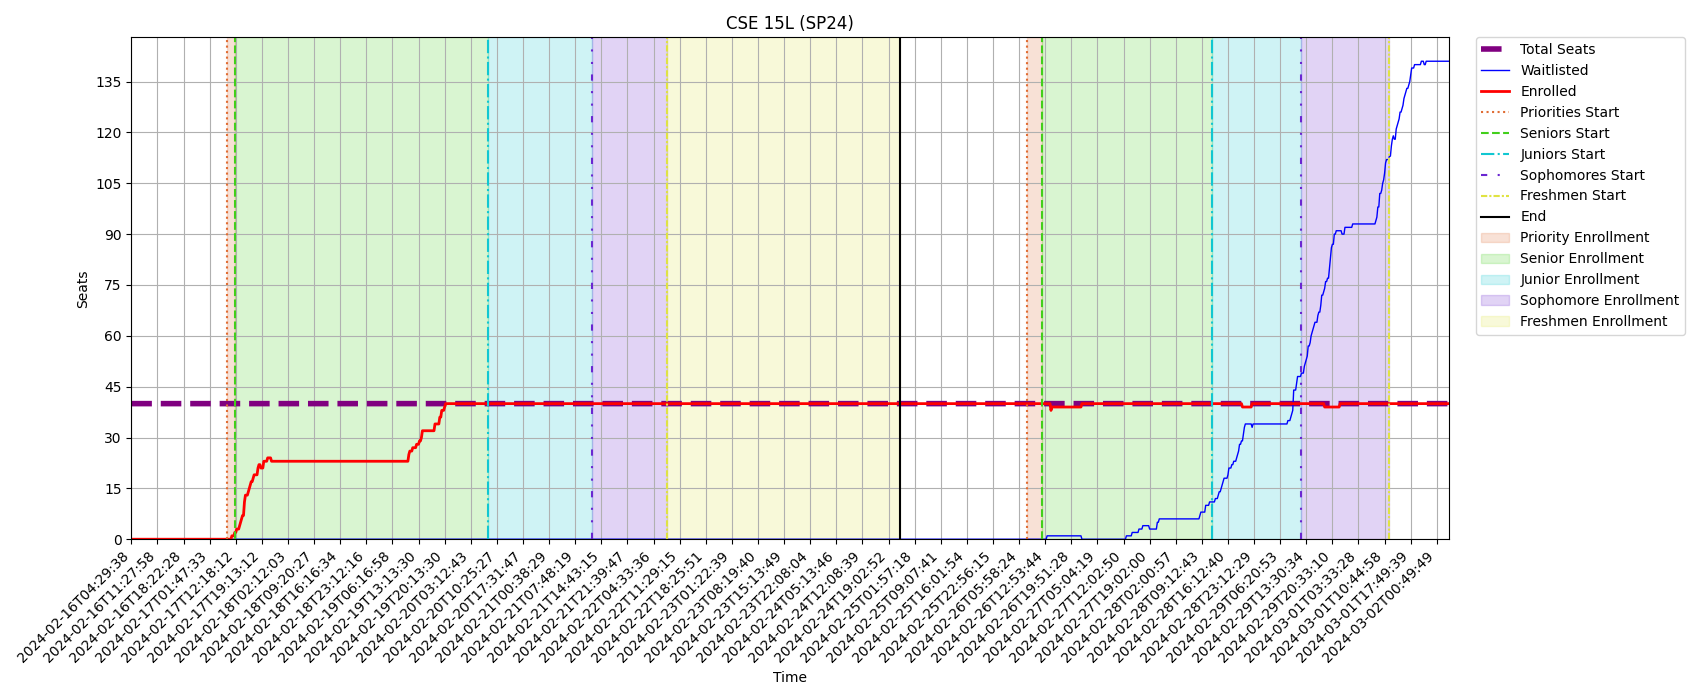 CSE 15L (SP24)
Seats
135
120
105
90
75
60
45
30
15
0
2024-02-16T04:29:38
2024-02-16T11:27:58
2024-02-16T18:22:28
2024-02-17T01:47:33
2024-02-17T12:18:12
2024-02-17T19:13:12
2024-02-18T02:12:03
2024-02-18T09:20:27
2024-02-18T16:16:34
2024-02-18T23:12:16
2024-02-19T06:16:58
2024-02-19T13:13:30
2024-02-19T20:13:30
2024-02-20T03:12:43
2024-02-20T10:25:27
2024-02-20T17:31:47
2024-02-21T00:38:29
2024-02-21T07:48:19
2024-02-21T14:43:15
2024-02-21T21:39:47
2024-02-22T04:33:36
2024-02-22T11:29:15
2024-02-22T18:25:51
2024-02-23T01:22:39
2024-02-23T08:19:40
2024-02-23T15:13:49
2024-02-23T22:08:04
2024-02-24T05:13:46
2024-02-24T12:08:39
2024-02-24T19:02:52
2024-02-25T01:57:18
2024-02-25T09:07:41
2024-02-25T16:01:54
2024-02-25T22:56:15
2024-02-26T05:58:24
2024-02-26T12:53:44
2024-02-26T19:51:28
2024-02-27T05:04:19
2024-02-27T12:02:50
2024-02-27T19:02:00
2024-02-28T02:00:57
2024-02-28T09:12:43
2024-02-28T16:12:40
2024-02-28T23:12:29
2024-02-29T06:20:53
2024-02-29T13:30:34
2024-02-29T20:33:10
2024-03-01T03:33:28
2024-03-01T10:44:58
2024-03-01T17:49:39
2024-03-02T00:49:49
Time
Total Seats
Waitlisted
Enrolled
Priorities Start
Seniors Start
Juniors Start
Sophomores Start
Freshmen Start
End
Priority Enrollment
Senior Enrollment
Junior Enrollment
Sophomore Enrollment
Freshmen Enrollment